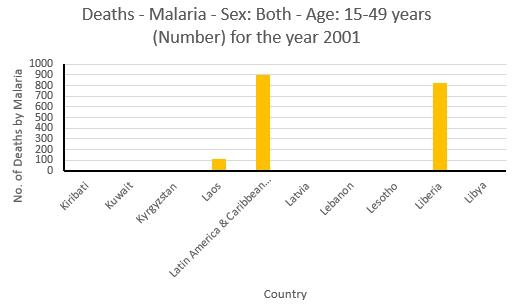 Deaths - Malaria - Sex: Both - Age: 15-49 years
(Number) for the year 2001
No. of Deaths by Malaria
1000
900
800
700
600
500
400
300
200
100
0
Kiribati
Kuwait
Kyrgyzstan
Laos
Latin America & Caribbean...
Latvia
Lebanon
Lesotho
Liberia
Libya
Country